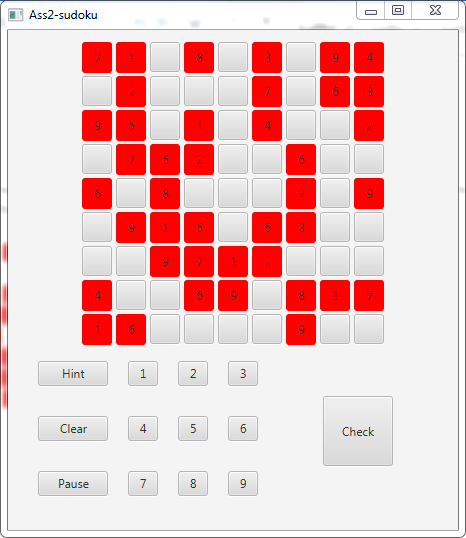 Ass2-sudoku
7 1 8 3 9 4
2 7 6 3
9 5 1 4 2
7 5 2 6
6 8 2 9
9 1 5 6 3
9 7 1 2
4 6 9 8 1 7
1 6 9
Hint 1 2 3
Clear 4 5 6
Check
Pause 7 8 9